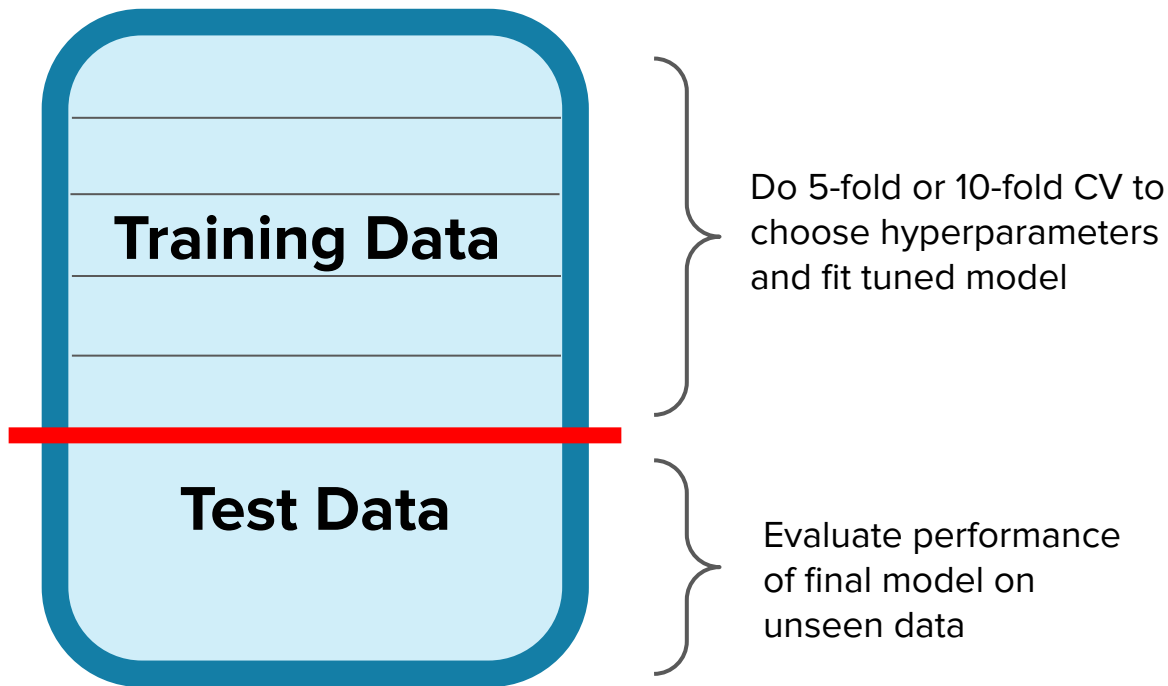 Training Data
Do 5-fold or 10-fold CV to
choose hyperparameters
and fit tuned model
Test Data
Evaluate performance
of final model on
unseen data